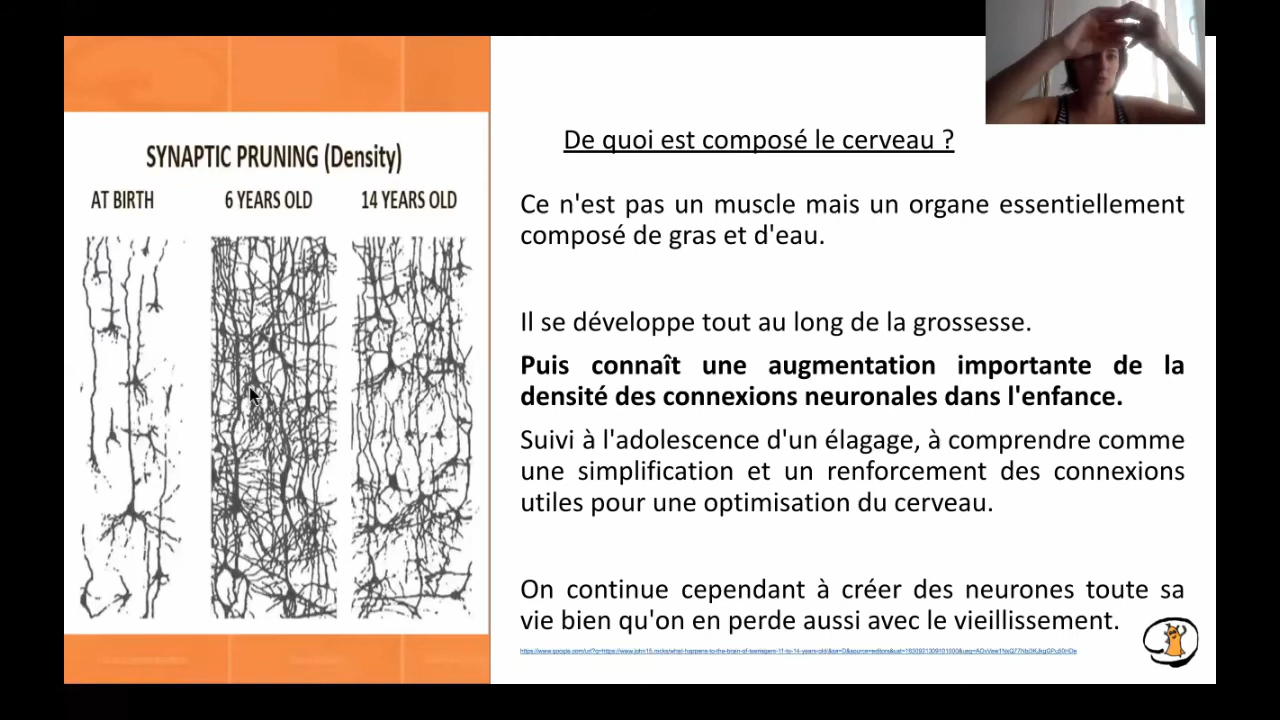 SYNAPTIC PRUNING (Density)
AT BIRTH 6 YEARS OLD 14 YEARS OLD
De quoi est composé le cerveau ?
Ce n'est pas un muscle mais un organe essentiellement
composé de gras et d'eau.
Il se développe tout au long de la grossesse.
Puis connaît une augmentation importante de la
densité des connexions neuronales dans l'enfance.
Suivi à l'adolescence d'un élagage, à comprendre comme
une simplification et un renforcement des connexions
utiles pour une optimisation du cerveau.
On continue cependant à créer des neurones toute sa
vie bien qu'on en perde aussi avec le vieillissement.